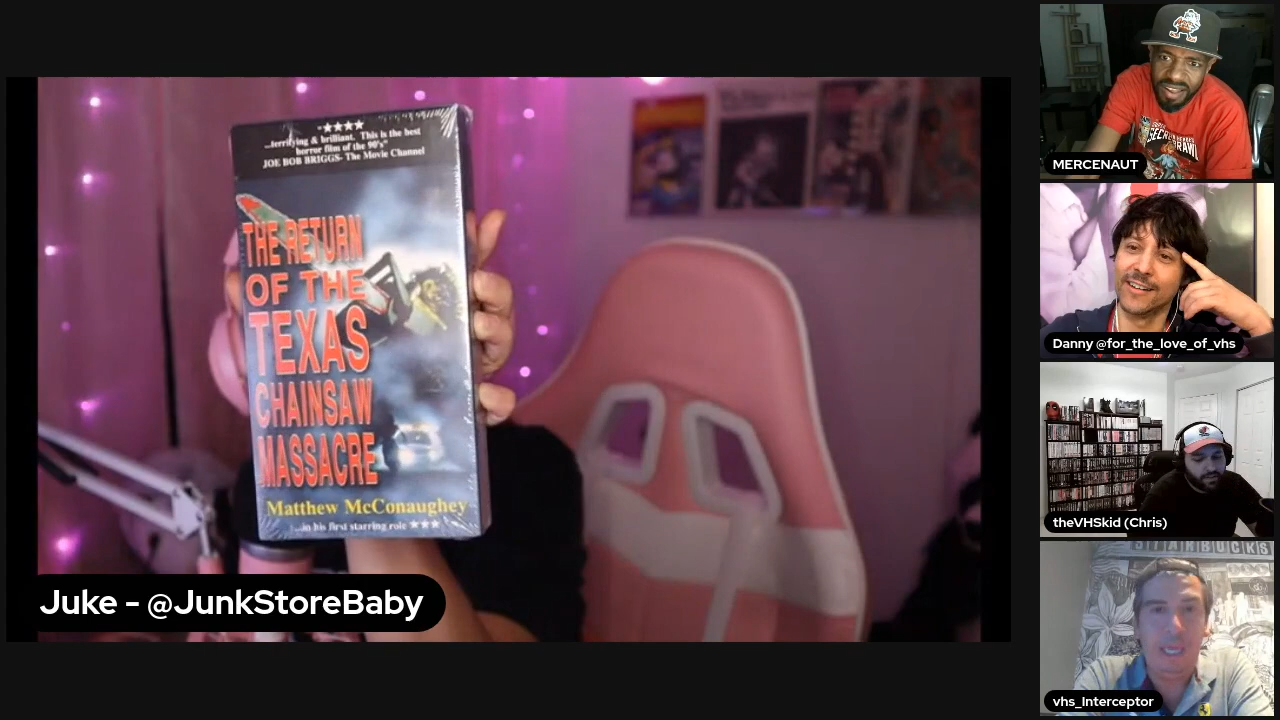 "★★★★
...terrifying & brilliant. This is the best
horror film of the 90's"
JOE BOB BRIGGS- The Movie Channel
THE RETURN
OF THE
TEXAS
CHAINSAW
MASSACRE
Matthew McConaughey
...in his first starring role ★★★
Juke - @JunkStoreBaby
MERCENAUT
Danny @for_the_love_of_vhs
theVHSkid (Chris)
STARBUCKS
vhs_interceptor